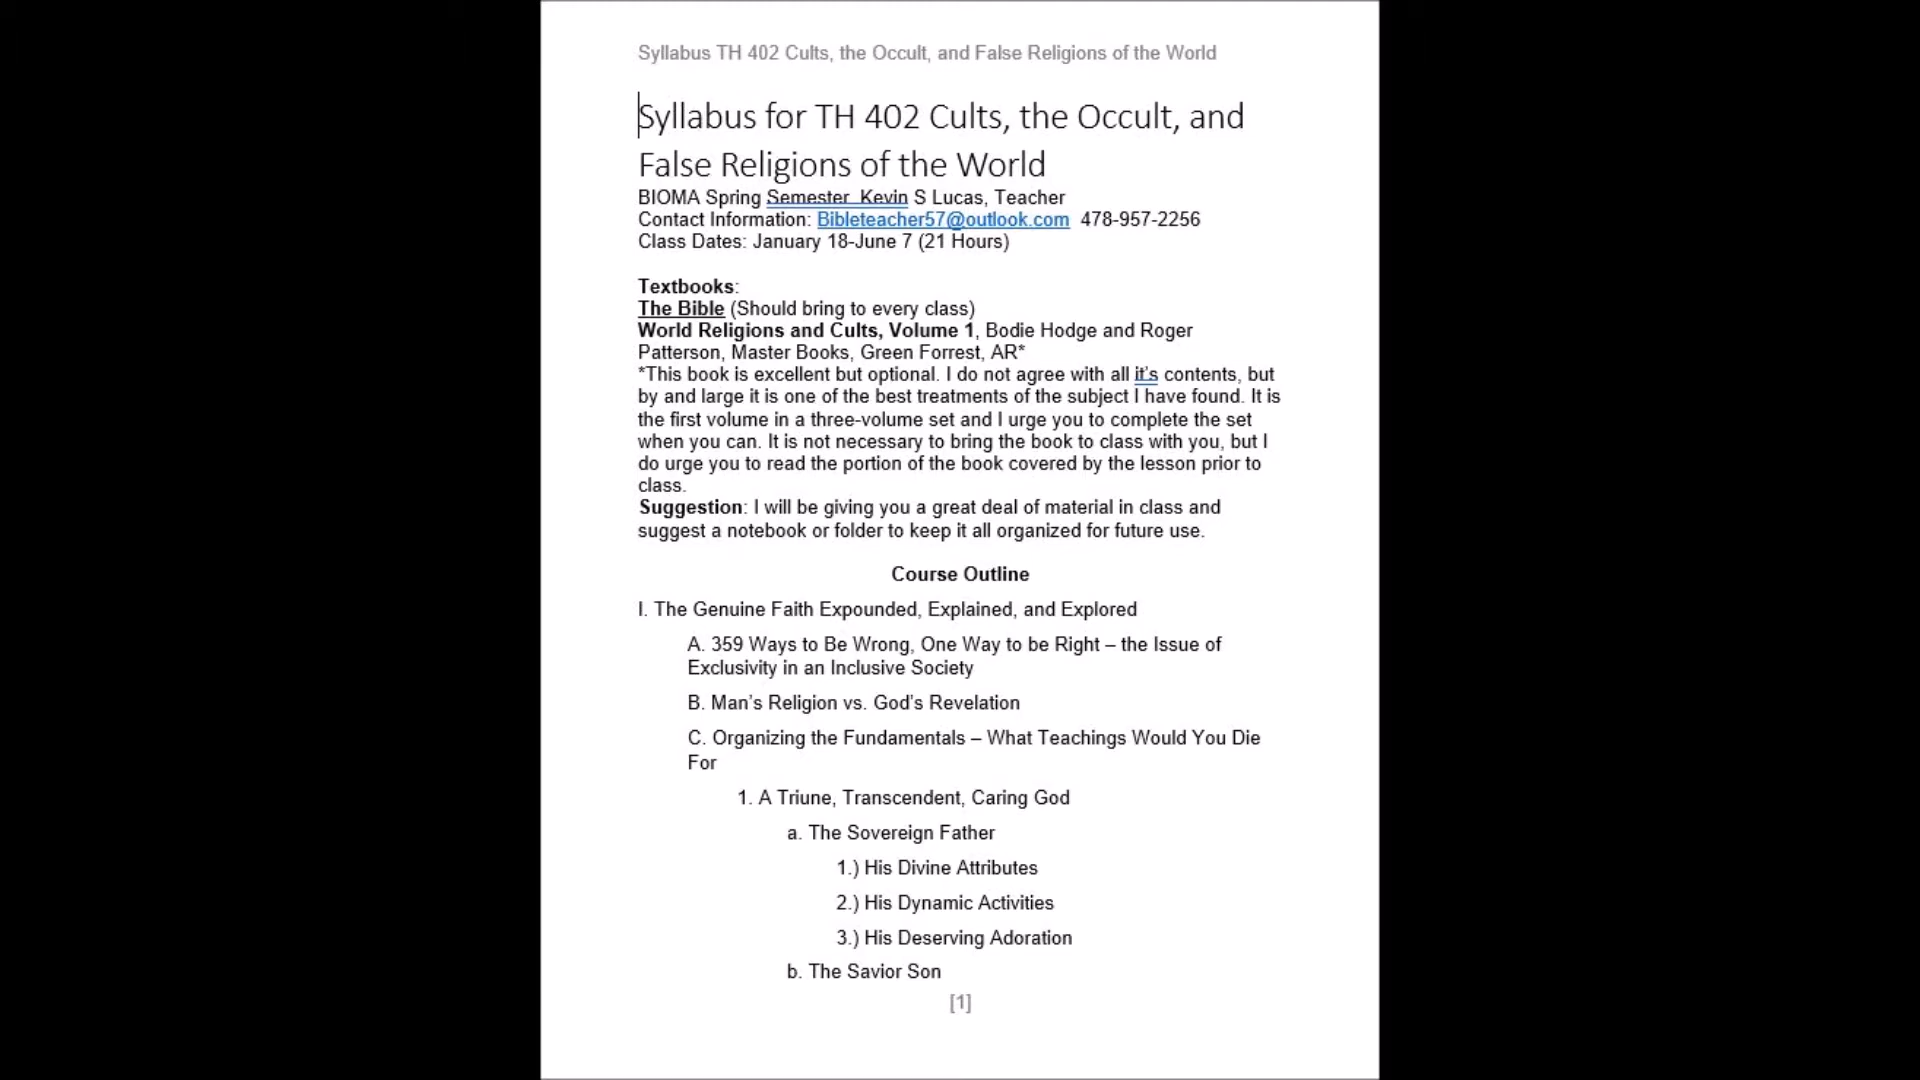 Syllabus TH 402 Cults, the Occult, and False Religions of the World
Syllabus for TH 402 Cults, the Occult, and
False Religions of the World
BIOMA Spring Semester  Kevin S Lucas, Teacher
Contact Information: Bibleteacher57@outlook.com  478-957-2256
Class Dates: January 18-June 7 (21 Hours)
Textbooks:
The Bible (Should bring to every class)
World Religions and Cults, Volume 1, Bodie Hodge and Roger
Patterson, Master Books, Green Forrest, AR*
*This book is excellent but optional. I do not agree with all it's contents, but
by and large it is one of the best treatments of the subject I have found. It is
the first volume in a three-volume set and I urge you to complete the set
when you can. It is not necessary to bring the book to class with you, but I
do urge you to read the portion of the book covered by the lesson prior to
class.
Suggestion: I will be giving you a great deal of material in class and
suggest a notebook or folder to keep it all organized for future use.
Course Outline
I. The Genuine Faith Expounded, Explained, and Explored
A. 359 Ways to Be Wrong, One Way to be Right – the Issue of
Exclusivity in an Inclusive Society
B. Man's Religion vs. God's Revelation
C. Organizing the Fundamentals – What Teachings Would You Die
For
1. A Triune, Transcendent, Caring God
a. The Sovereign Father
1.) His Divine Attributes
2.) His Dynamic Activities
3.) His Deserving Adoration
b. The Savior Son
[1]